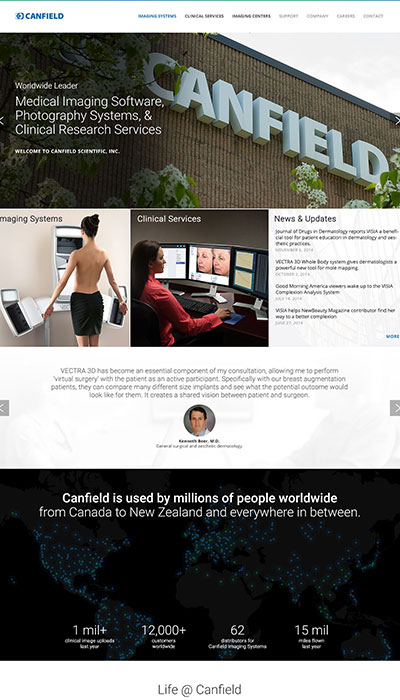 CANFIELD
IMAGING SYSTEMS CLINICAL SERVICES IMAGING CENTERS SUPPORT COMPANY CAREERS CONTACT
CANFIELD
Worldwide Leader
Medical Imaging Software,
Photography Systems, &
Clinical Research Services
WELCOME TO CANFIELD SCIENTIFIC, INC.
maging Systems
Clinical Services
News & Updates
Journal of Drugs in Dermatology reports VISIA a benefi-
cial tool for patient education in dermatology and aes-
thetic practices.
NOVEMBER 6, 2014
VECTRA 3D Whole Body system gives dermatologists a
powerful new tool for mole mapping.
OCTOBER 2, 2014
Good Morning America viewers wake up to the VISIA
Complexion Analysis System
JULY 18, 2014
VISIA helps NewBeauty Magazine contributor find her
way to a better complexion
JUNE 27, 2014
MORE
VECTRA 3D has become an essential component of my consultation, allowing me to perform
'virtual surgery' with the patient as an active participant. Specifically with our breast augmentation
patients, they can compare many different size implants and see what the potential outcome would
look like for them. It creates a shared vision between patient and surgeon.
Kenneth Beer, M.D.
General surgical and aesthetic dermatology
Canfield is used by millions of people worldwide
from Canada to New Zealand and everywhere in between.
1 mil+ 12,000+ 62 15 mil
clinical image uploads customers distributors for miles flown
last year worldwide Canfield Imaging Systems last year
Life @ Canfield